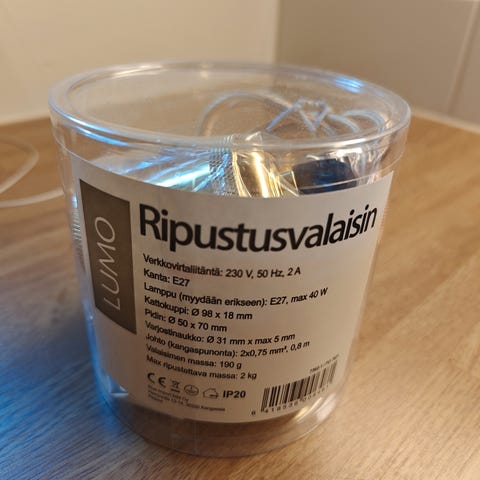 LUMO
Ripustusvalaisin
Verkkovirtaliitäntä: 230 V, 50 Hz, 2 A
Kanta: E27
Lamppu (myydään erikseen): E27, max 40 W
Kattokuppi: Ø 98 x 18 mm
Pidin: Ø 50 x 70 mm
Varjostinaukko: Ø 31 mm x max 5 mm
Johto (kangaspunonta): 2x0,75 mm², 0,8 m
Valaisimen massa: 190 g
Max ripustettava massa: 2 kg
CE IP20